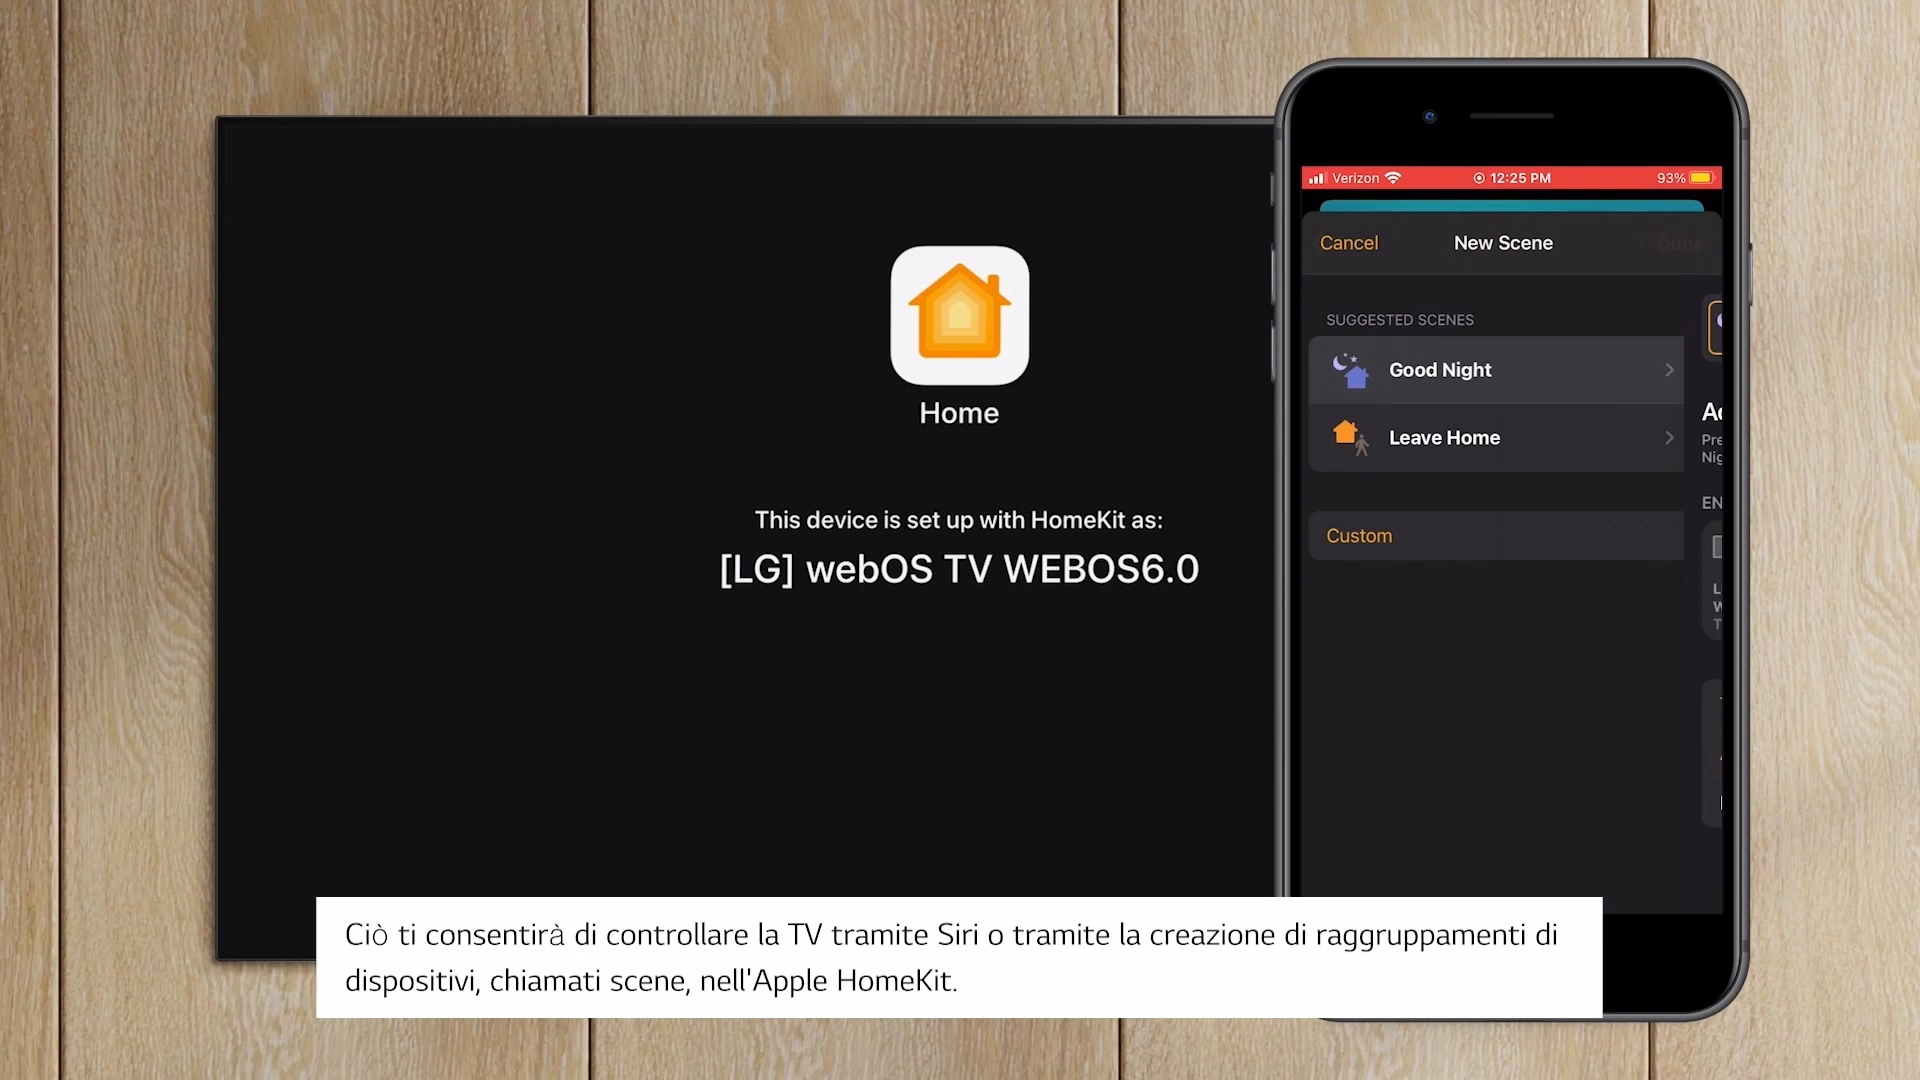 Home
This device is set up with HomeKit as:
[LG] webOS TV WEBOS6.0
Verizon
12:25 PM
93%
Cancel
New Scene
Done
SUGGESTED SCENES
Good Night
Leave Home
Custom
Ciò ti consentirà di controllare la TV tramite Siri o tramite la creazione di raggruppamenti di
dispositivi, chiamati scene, nell'Apple HomeKit.